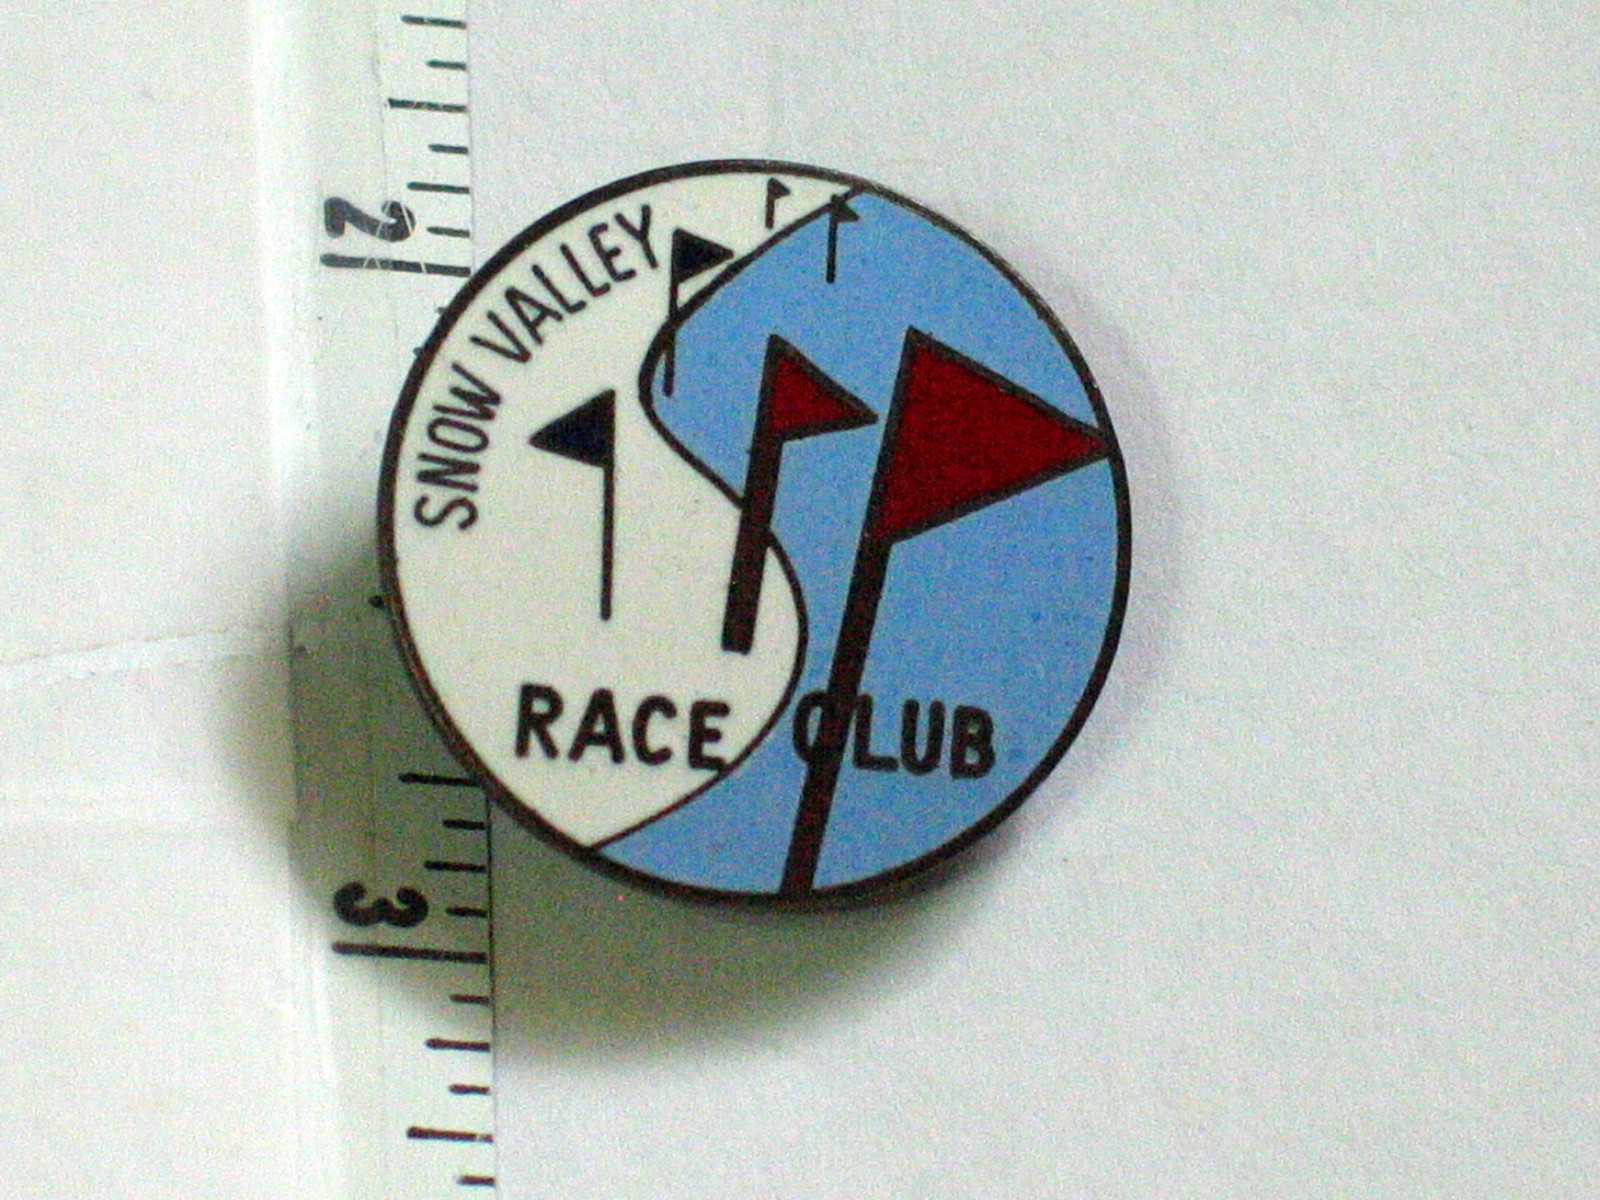 SNOW VALLEY
RACE CLUB
2
3